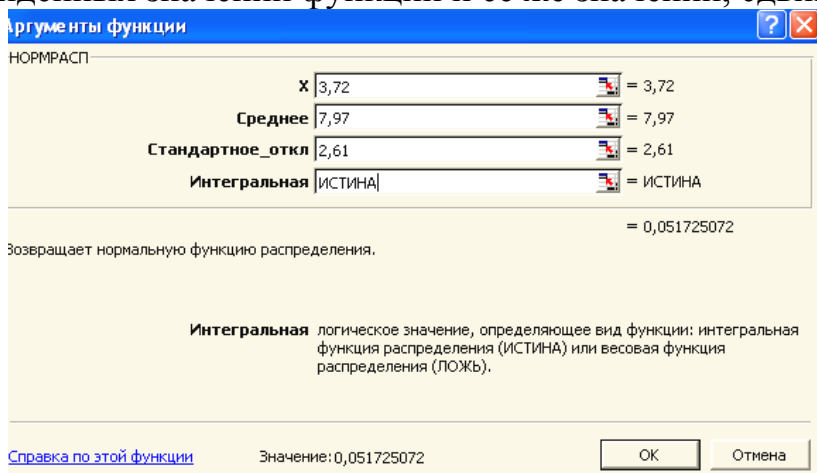 Аргументы функции
НОРМРАСП
X 3,72 = 3,72
Среднее 7,97 = 7,97
Стандартное_откл 2,61 = 2,61
Интегральная ИСТИНА = ИСТИНА
= 0,051725072
Возвращает нормальную функцию распределения.
Интегральная логическое значение, определяющее вид функции: интегральная
функция распределения (ИСТИНА) или весовая функция
распределения (ЛОЖЬ).
Справка по этой функции Значение:0,051725072 ОК Отмена